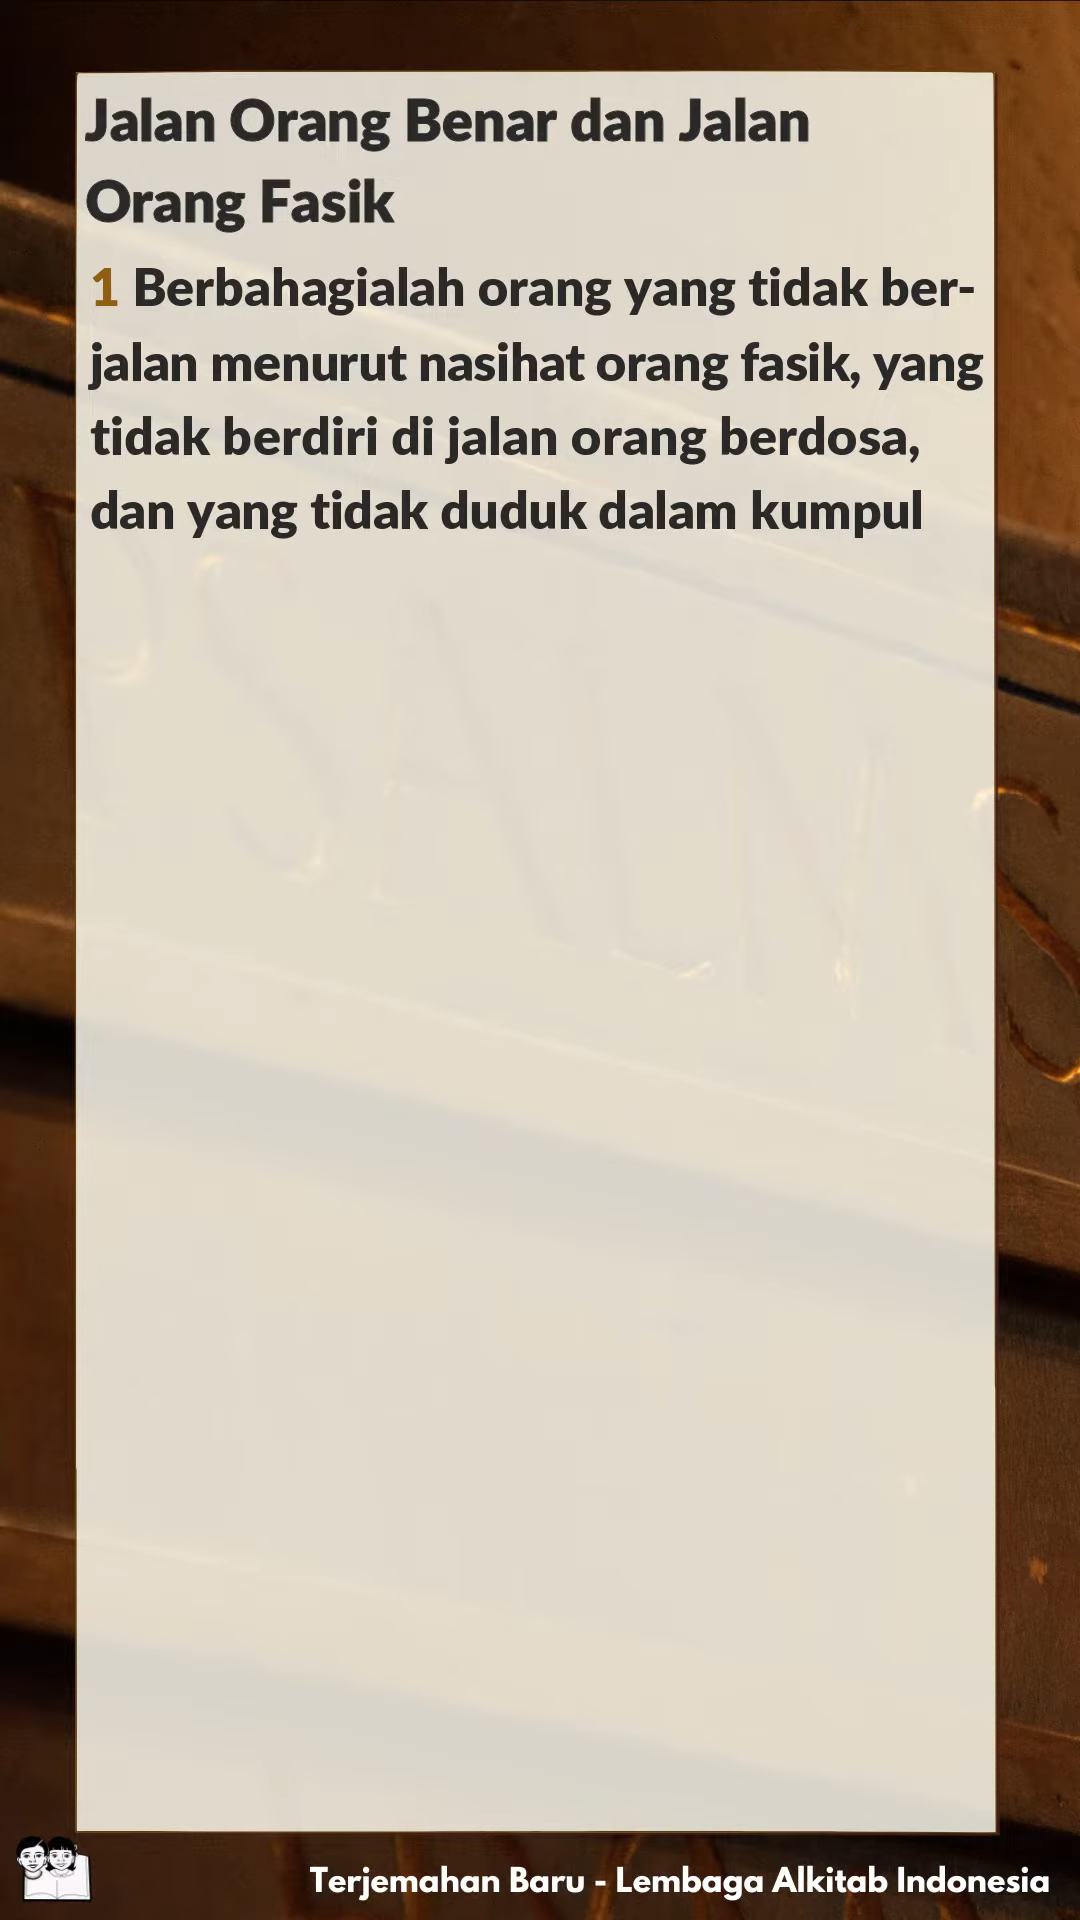 Jalan Orang Benar dan Jalan
Orang Fasik
1 Berbahagialah orang yang tidak ber-
jalan menurut nasihat orang fasik, yang
tidak berdiri di jalan orang berdosa,
dan yang tidak duduk dalam kumpul
PSALMS
Terjemahan Baru - Lembaga Alkitab Indonesia